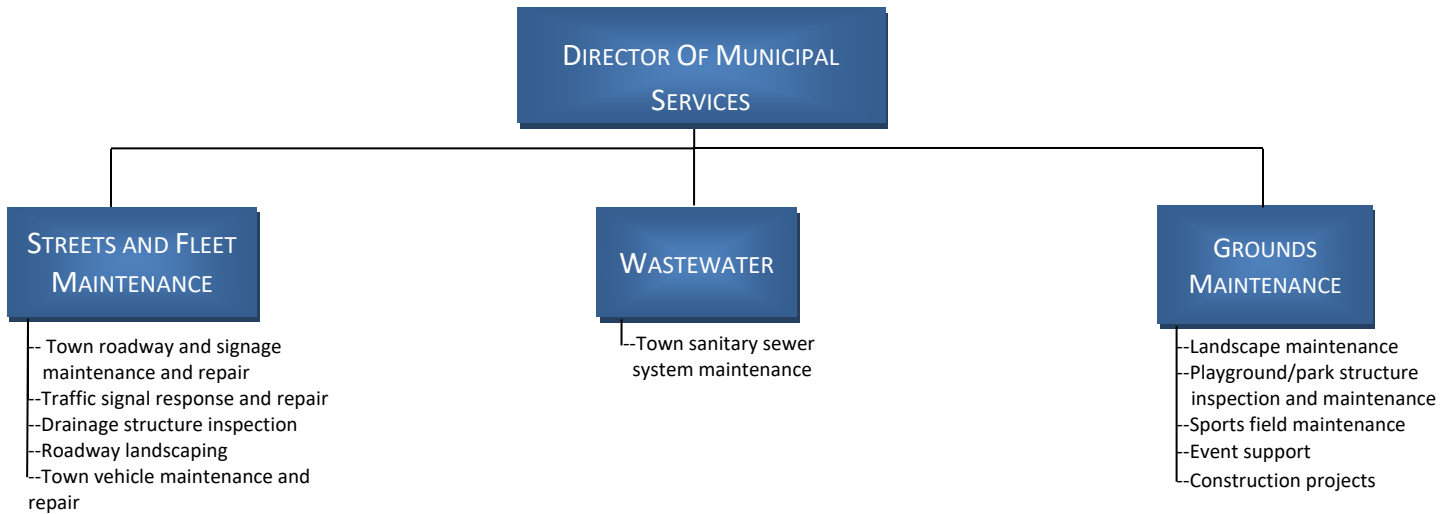 DIRECTOR OF MUNICIPAL
SERVICES
STREETS AND FLEET
MAINTENANCE
-- Town roadway and signage
maintenance and repair
--Traffic signal response and repair
--Drainage structure inspection
--Roadway landscaping
--Town vehicle maintenance and
repair
WASTEWATER
--Town sanitary sewer
system maintenance
GROUNDS
MAINTENANCE
--Landscape maintenance
--Playground/park structure
inspection and maintenance
--Sports field maintenance
--Event support
--Construction projects